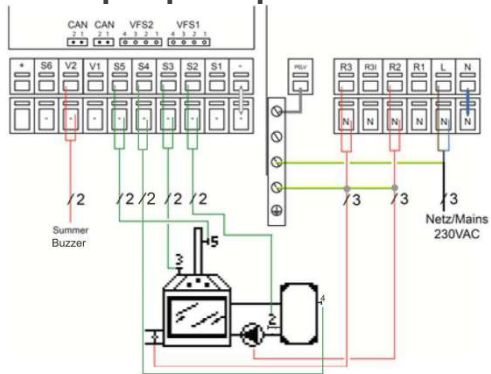 CAN CAN VFS2 VFS1
2 1 2 1 4 3 2 1 4 3 2 1
+ S6 V2 V1 S5 S4 S3 S2 S1 -
PELV
R3 R3I R2 R1 L N
- - - - - - -
N N N N N N
/2 /2 /2 /2 /2 /3 /3 /3
Summer
Buzzer
Netz/Mains
230VAC
5
3
4
2